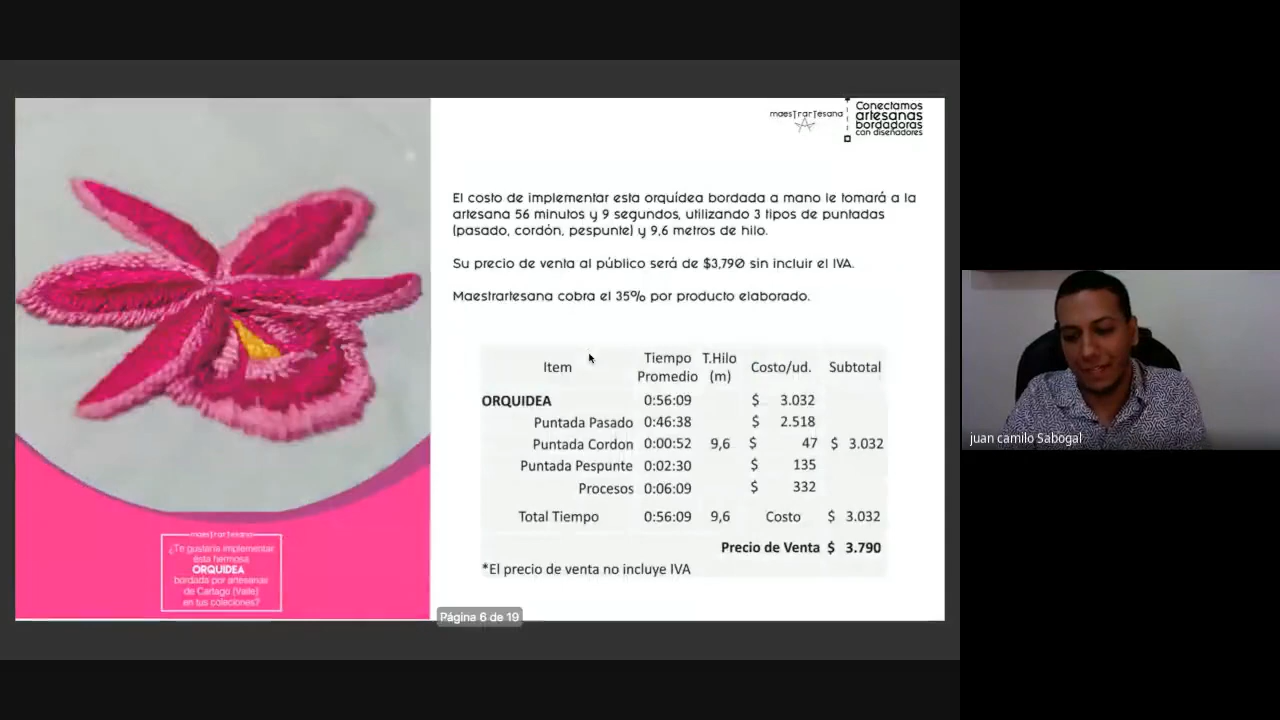 maestrartesana
Conectamos
artesanas
bordadoras
con diseñadores
El costo de implementar esta orquídea bordada a mano le tomará a la
artesana 56 minutos y 9 segundos, utilizando 3 tipos de puntadas
(pasado, cordón, pespunte) y 9,6 metros de hilo.
Su precio de venta al público será de $3,790 sin incluir el IVA.
Maestrartesana cobra el 35% por producto elaborado.
Item Tiempo Promedio T.Hilo (m) Costo/ud. Subtotal
ORQUIDEA 0:56:09 $ 3.032
Puntada Pasado 0:46:38 $ 2.518
Puntada Cordon 0:00:52 9,6 $ 47 $ 3.032
Puntada Pespunte 0:02:30 $ 135
Procesos 0:06:09 $ 332
Total Tiempo 0:56:09 9,6 Costo $ 3.032
Precio de Venta $ 3.790
*El precio de venta no incluye IVA
maestrartesana
¿Te gustaría implementar
ésta hermosa
ORQUÍDEA
bordada por artesanas
de Cartago (Valle)
en tus coleciones?
Página 6 de 19
juan camilo Sabogal